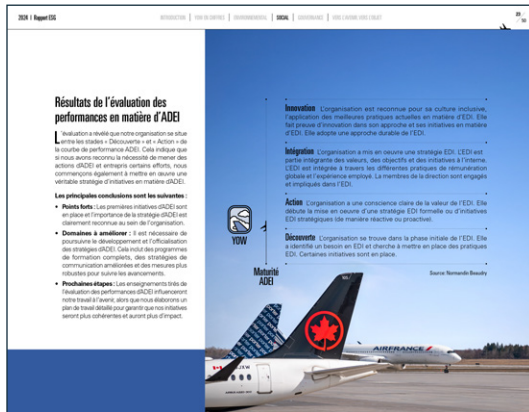 2024 | Rapport ESG
INTRODUCTION | YOW EN CONTEXTE | ENVIRONNEMENTAL | SOCIAL | GOUVERNANCE
Résultats de l'évaluation des
performances en matière d'ADEI
L'évaluation a révélé que notre organisation se situe
entre les stades « Découverte » et « Action » de
la courbe de performance ADEI. Cela indique que
si nous avons reconnu la nécessité de mener des
actions d'ADEI et entrepris certains efforts, nous
commençons également à mettre en œuvre une
véritable stratégie d'initiatives en matière d'ADEI.
Les principales conclusions sont les suivantes :
• Points forts : Les premières initiatives d'ADEI sont
en place et l'importance de la stratégie d'ADEI est
clairement reconnue au sein de l'organisation.
• Domaines à améliorer : Il est nécessaire de
poursuivre le développement et l'officialisation
des stratégies d'ADEI. Cela inclut des programmes
de formation complets, des stratégies de
communication améliorées et des mesures plus
robustes pour suivre les avancements.
• Prochaines étapes : Les enseignements tirés de
l'évaluation des performances d'ADEI influenceront
notre travail à l'avenir, alors que nous élaborons un
plan de travail détaillé pour garantir que nos initiatives
seront plus cohérentes et auront plus d'impact.
Innovation L'organisation est reconnue pour sa culture inclusive,
l'application des meilleures pratiques actuelles en matière d'EDI. Elle
fait preuve d'innovation dans son approche et ses initiatives en matière
d'EDI. Elle adopte une approche durable de l'EDI.
Intégration L'organisation a mis en oeuvre une stratégie EDI. L'EDI est
partie intégrante des valeurs, des objectifs et des initiatives à l'interne.
L'EDI est intégrée à travers les différentes pratiques de rémunération
globale et l'expérience employé. La membres de la direction sont engagés
et impliqués dans l'EDI.
Action L'organisation a une conscience claire de la valeur de l'EDI. Elle
débute la mise en oeuvre d'une stratégie EDI formelle ou d'initiatives
EDI stratégiques (de manière réactive ou proactive).
Découverte L'organisation se trouve dans la phase initiale de l'EDI. Elle
a identifié un besoin en EDI et cherche à mettre en place des pratiques
EDI. Certaines initiatives sont en place.
YOW
Maturité
ADEI
Source: Normandin Beaudry
AIRFRANCE